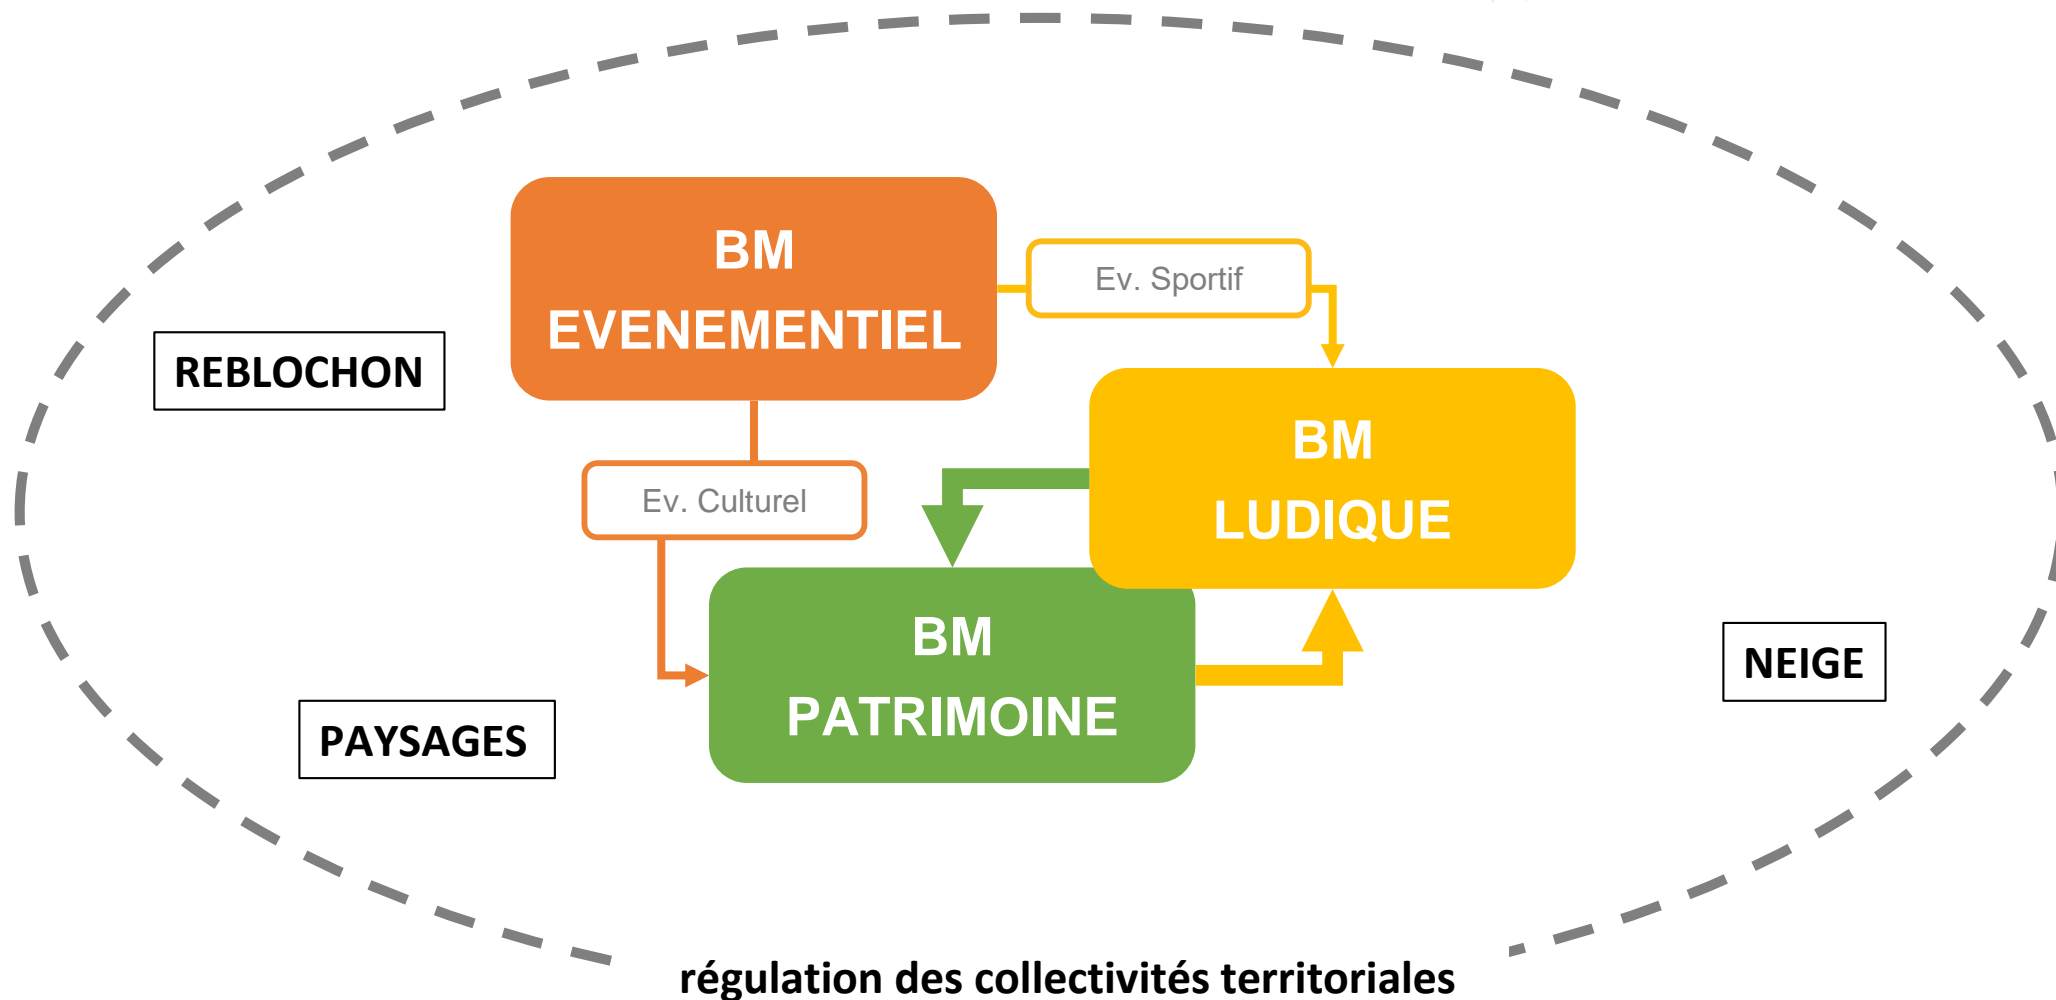 BM
EVENEMENTIEL
Ev. Sportif
REBLOCHON
BM
LUDIQUE
Ev. Culturel
BM
PATRIMOINE
NEIGE
PAYSAGES
régulation des collectivités territoriales